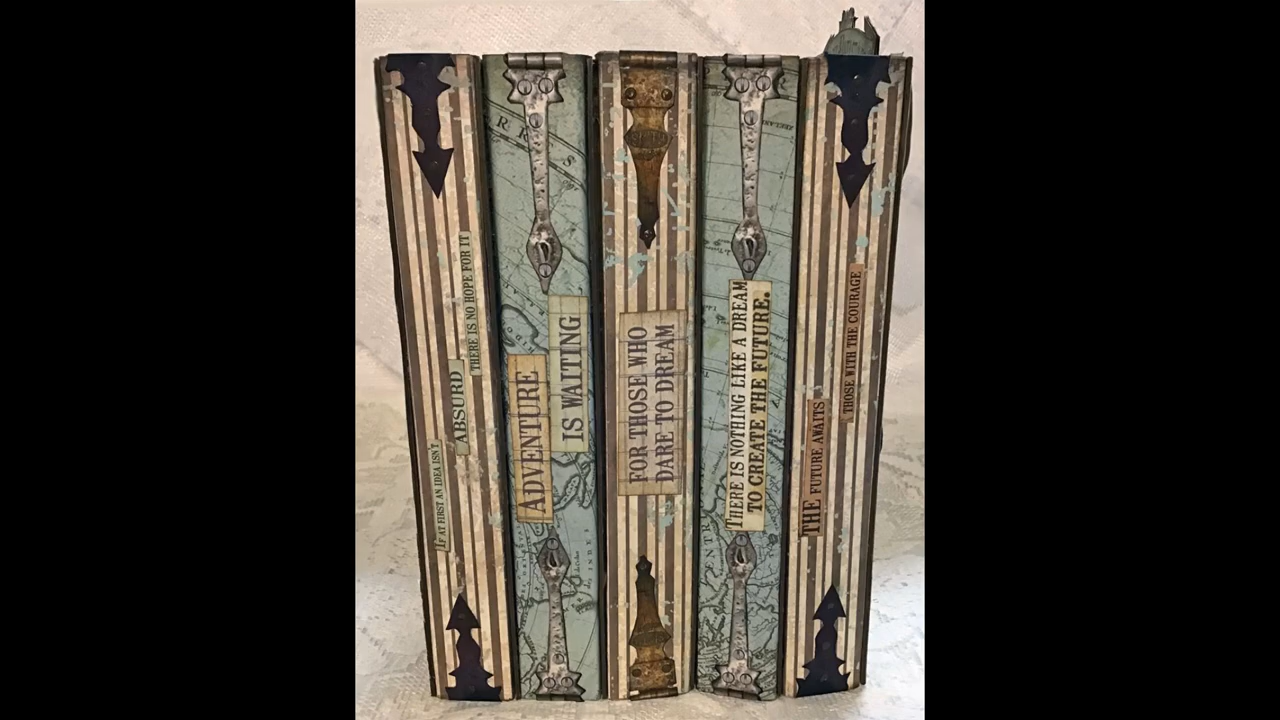 IF AT FIRST AN IDEA ISN'T
ABSURD
THERE IS NO HOPE FOR IT
ADVENTURE
IS WAITING
FOR THOSE WHO
DARE TO DREAM
THERE IS NOTHING LIKE A DREAM
TO CREATE THE FUTURE.
THE FUTURE AWAITS
THOSE WITH THE COURAGE